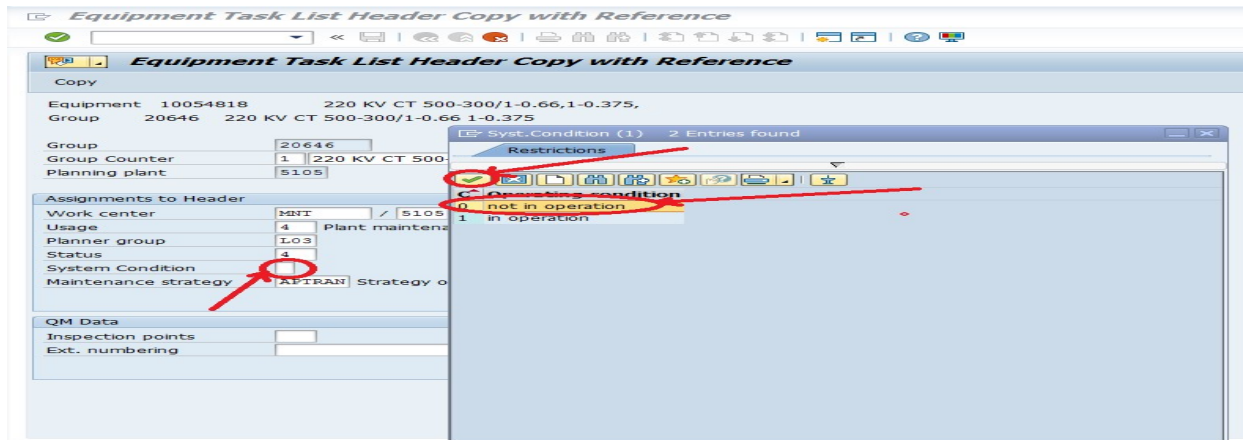 Equipment Task List Header Copy with Reference
Equipment Task List Header Copy with Reference
Copy
Equipment 10054818 220 KV CT 500-300/1-0.66,1-0.375,
Group 20646 220 KV CT 500-300/1-0.66 1-0.375
Group 20646
Group Counter 1 220 KV CT 500-
Planning plant 5105
Assignments to Header
Work center MNT / 5105
Usage 4 Plant maintena
Planner group L03
Status 4
System Condition
Maintenance strategy APTRAN Strategy o
QM Data
Inspection points
Ext. numbering
Syst.Condition (1) 2 Entries found
Restrictions
Operating condition
0 not in operation
1 in operation